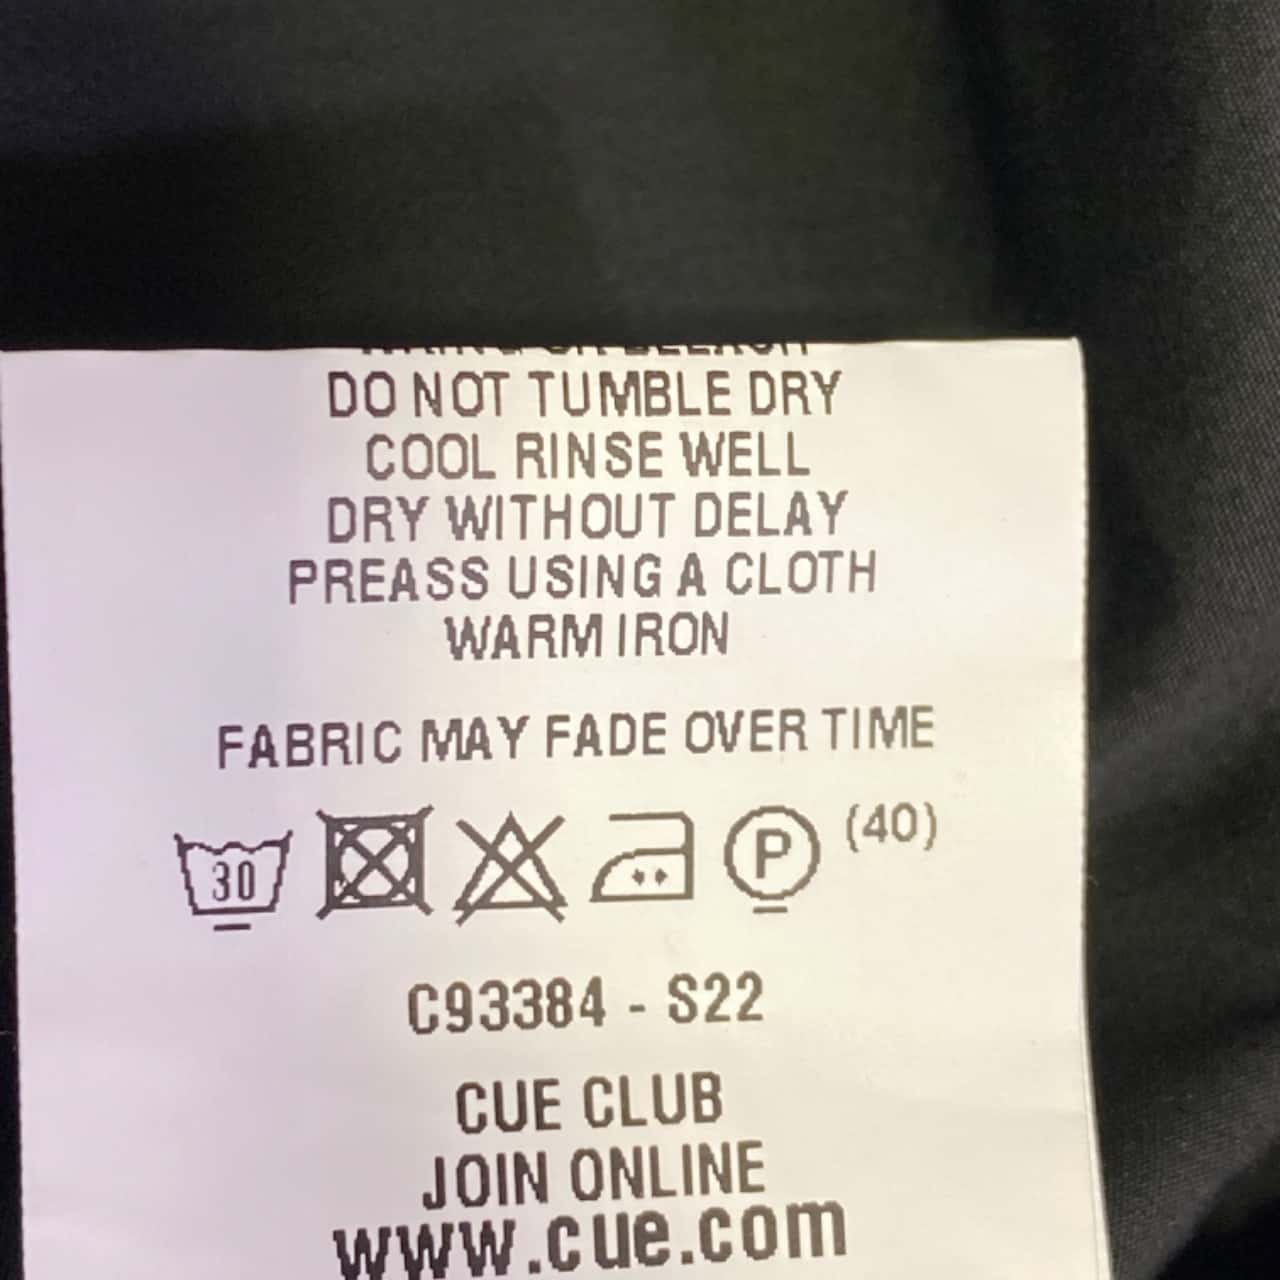 DO NOT TUMBLE DRY
COOL RINSE WELL
DRY WITHOUT DELAY
PREASS USING A CLOTH
WARM IRON
FABRIC MAY FADE OVER TIME
30 P (40)
C93384 - S22
CUE CLUB
JOIN ONLINE
www.cue.com